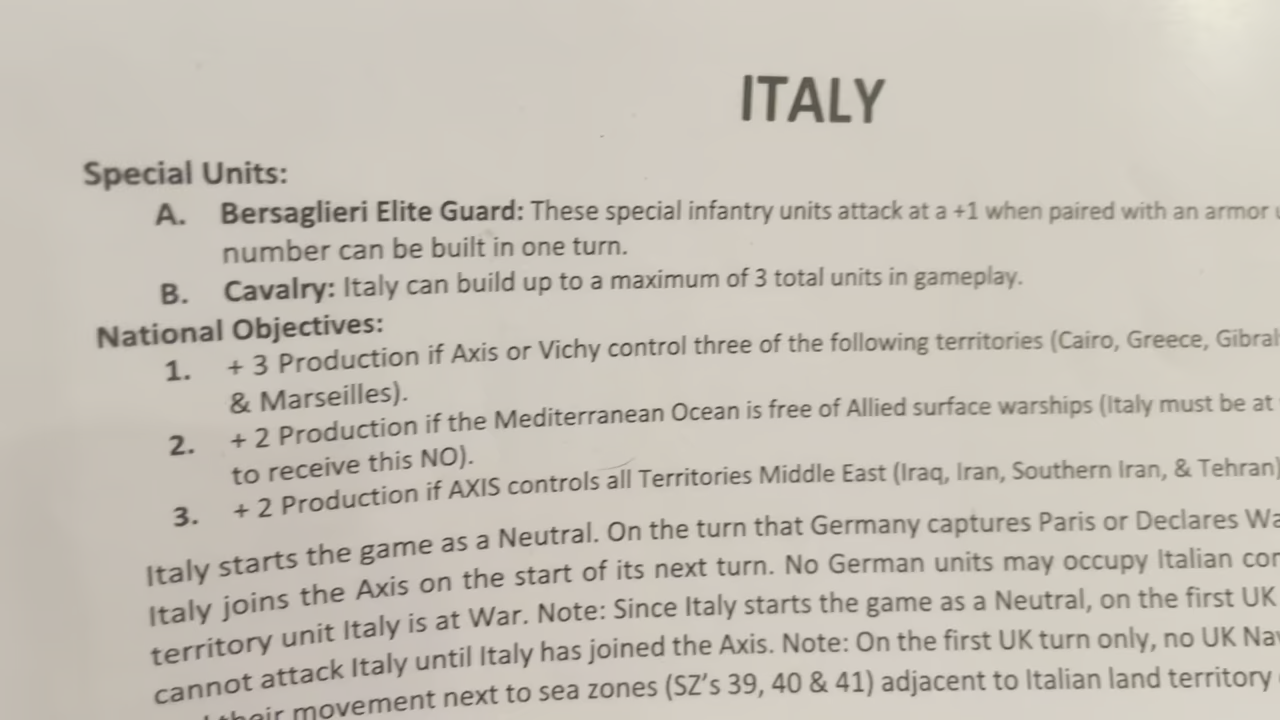 ITALY
Special Units:
A. Bersaglieri Elite Guard: These special infantry units attack at a +1 when paired with an armor
number can be built in one turn.
B. Cavalry: Italy can build up to a maximum of 3 total units in gameplay.
National Objectives:
1. + 3 Production if Axis or Vichy control three of the following territories (Cairo, Greece, Gibral
& Marseilles).
2. + 2 Production if the Mediterranean Ocean is free of Allied surface warships (Italy must be at
to receive this NO).
3. + 2 Production if AXIS controls all Territories Middle East (Iraq, Iran, Southern Iran, & Tehran)
Italy starts the game as a Neutral. On the turn that Germany captures Paris or Declares Wa
Italy joins the Axis on the start of its next turn. No German units may occupy Italian con
territory unit Italy is at War. Note: Since Italy starts the game as a Neutral, on the first UK
cannot attack Italy until Italy has joined the Axis. Note: On the first UK turn only, no UK Nav
their movement next to sea zones (SZ's 39, 40 & 41) adjacent to Italian land territory